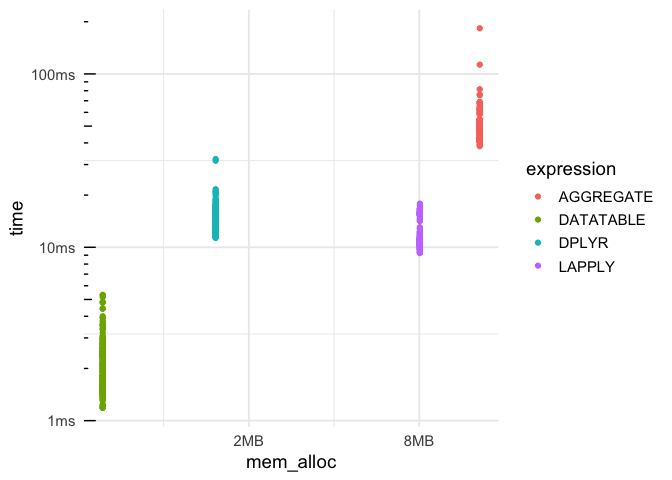 100ms
10ms
1ms
time
2MB
8MB
mem_alloc
expression
AGGREGATE
DATATABLE
DPLYR
LAPPLY